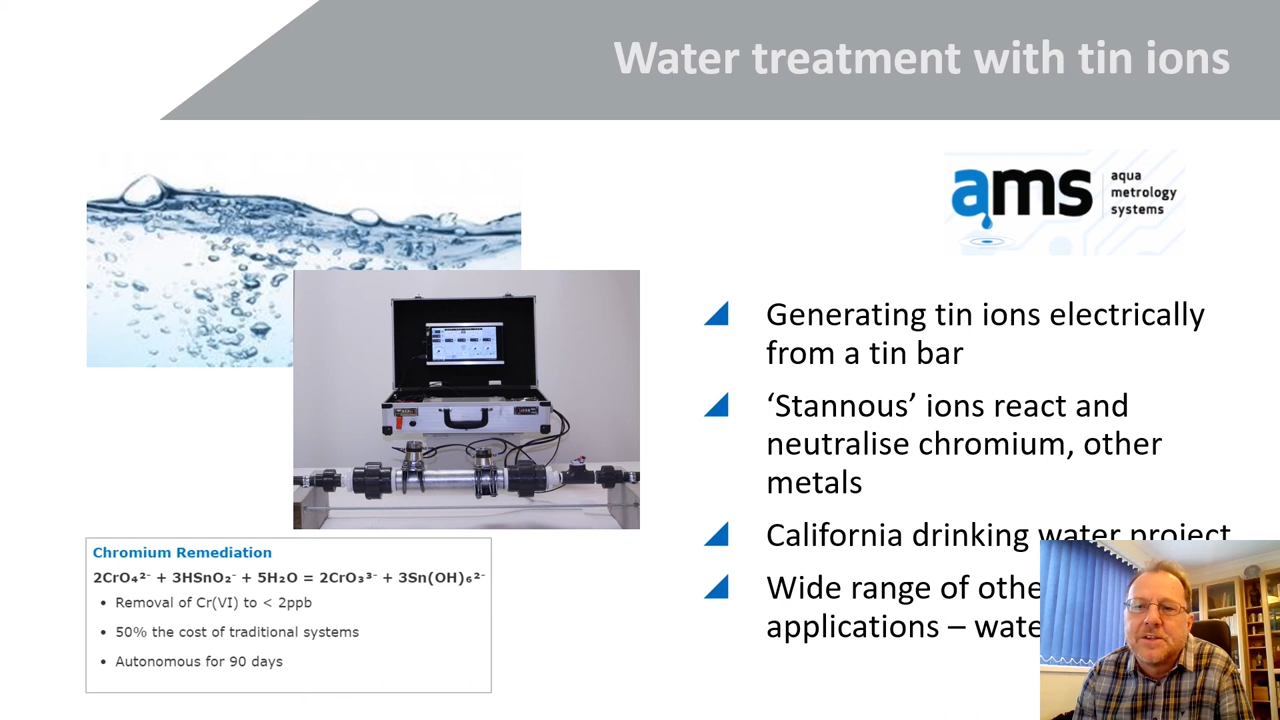 Water treatment with tin ions
ams
aqua
metrology
systems
Generating tin ions electrically
from a tin bar
‘Stannous’ ions react and
neutralise chromium, other
metals
California drinking water project
Wide range of othe
applications – wate
Chromium Remediation
2CrO₄²⁻ + 3HSnO₂⁻ + 5H₂O = 2CrO₃³⁻ + 3Sn(OH)₆²⁻
• Removal of Cr(VI) to < 2ppb
• 50% the cost of traditional systems
• Autonomous for 90 days